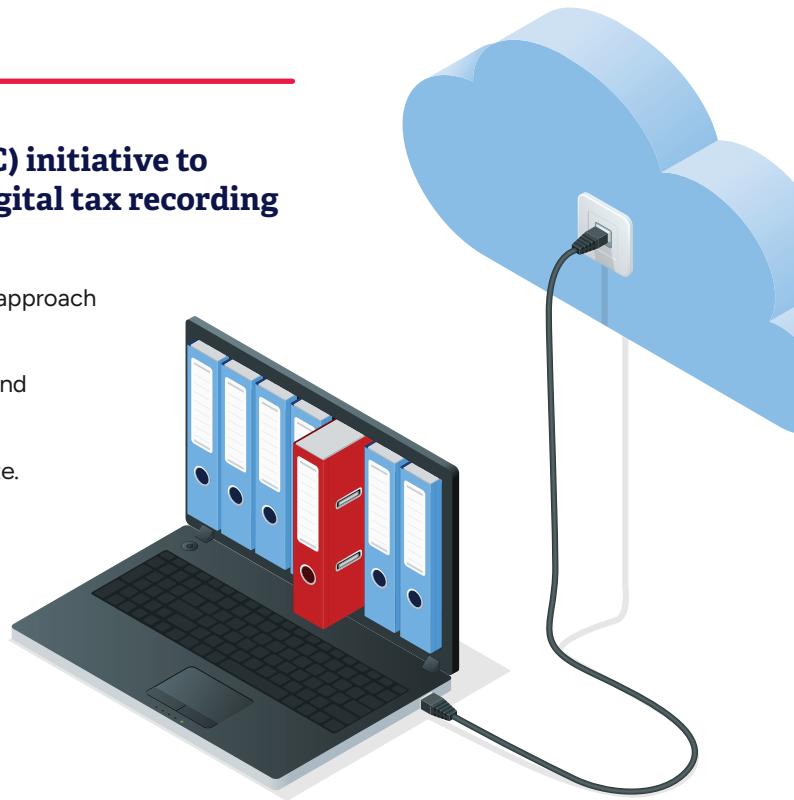 C) initiative to
gital tax recording
approach
nd
e.